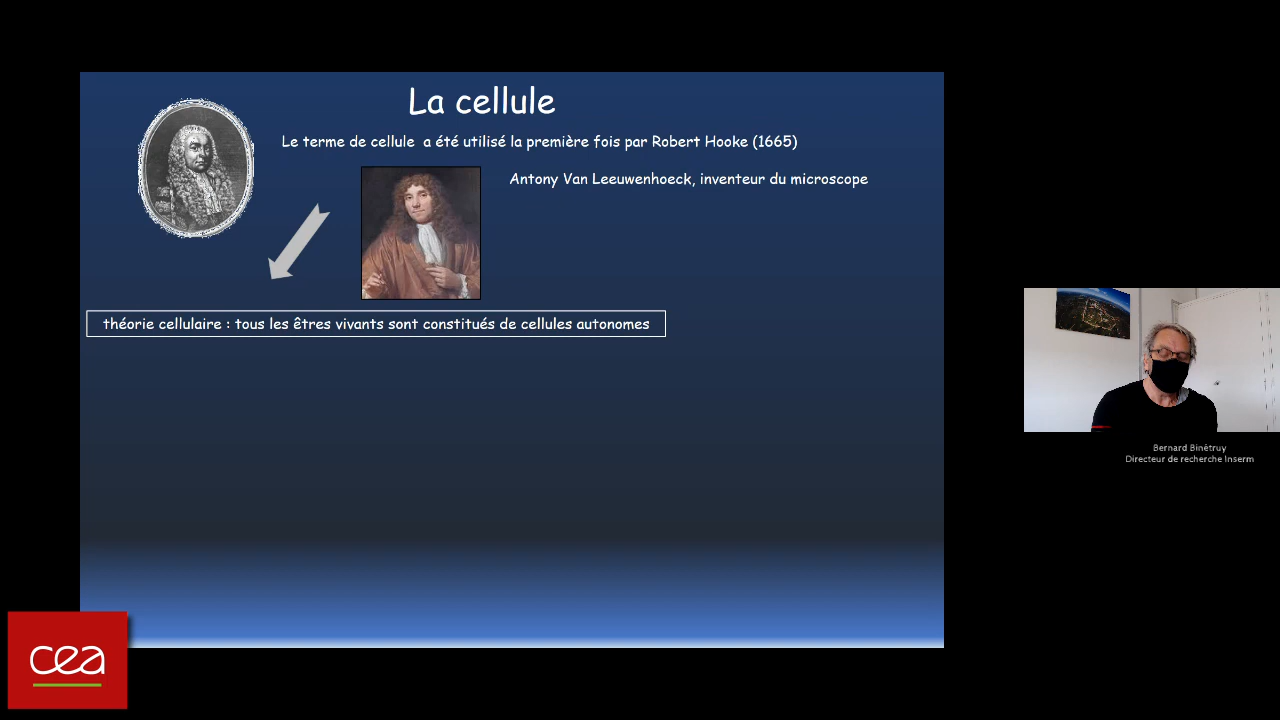 La cellule
Le terme de cellule a été utilisé la première fois par Robert Hooke (1665)
Antony Van Leeuwenhoeck, inventeur du microscope
théorie cellulaire : tous les êtres vivants sont constitués de cellules autonomes
Bernard Binétruy
Directeur de recherche Inserm
cea